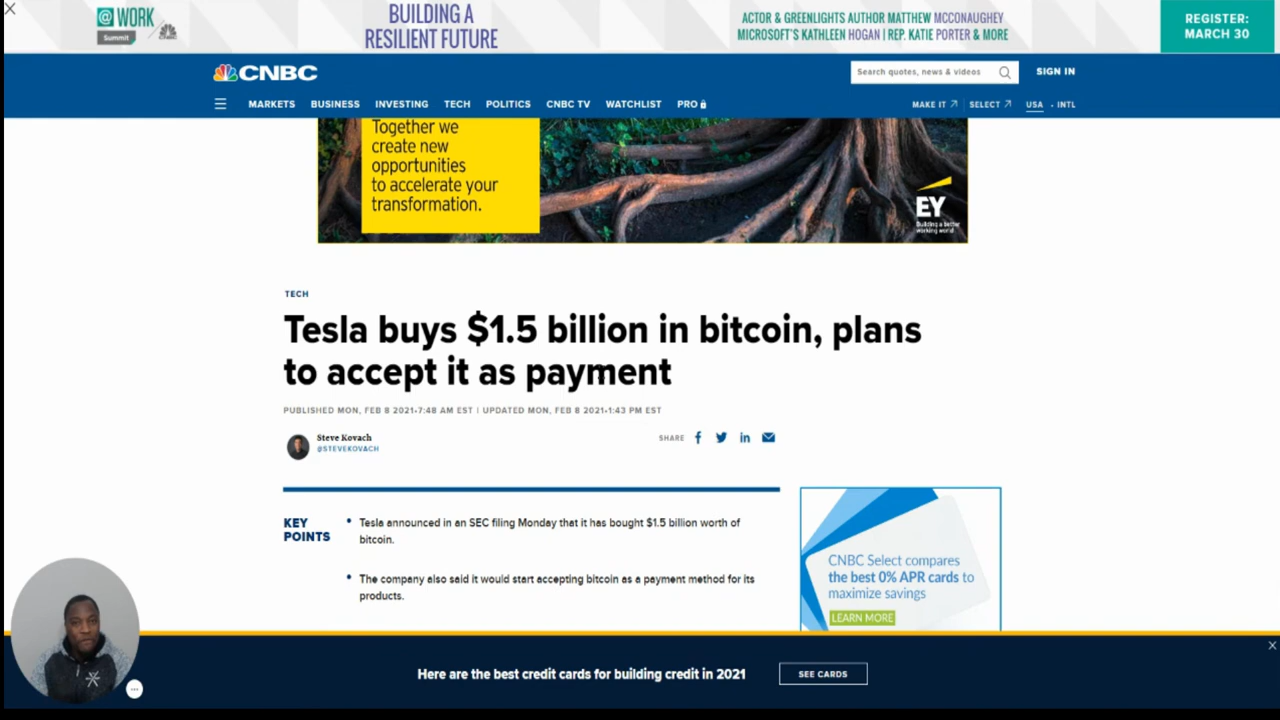 @ WORK
Summit
BUILDING A
RESILIENT FUTURE
ACTOR & GREENLIGHTS AUTHOR MATTHEW MCCONAUGHEY
MICROSOFT'S KATHLEEN HOGAN | REP. KATIE PORTER & MORE
REGISTER:
MARCH 30
CNBC
Search quotes, news & videos
SIGN IN
MARKETS BUSINESS INVESTING TECH POLITICS CNBC TV WATCHLIST PRO
MAKE IT SELECT USA • INTL
Together we
create new
opportunities
to accelerate your
transformation.
EY
Building a better
working world
TECH
Tesla buys $1.5 billion in bitcoin, plans
to accept it as payment
PUBLISHED MON, FEB 8 2021•7:48 AM EST | UPDATED MON, FEB 8 2021•1:43 PM EST
Steve Kovach
@STEVEKOVACH
SHARE
KEY
POINTS
• Tesla announced in an SEC filing Monday that it has bought $1.5 billion worth of
bitcoin.
• The company also said it would start accepting bitcoin as a payment method for its
products.
CNBC Select compares
the best 0% APR cards to
maximize savings
LEARN MORE
Here are the best credit cards for building credit in 2021
SEE CARDS